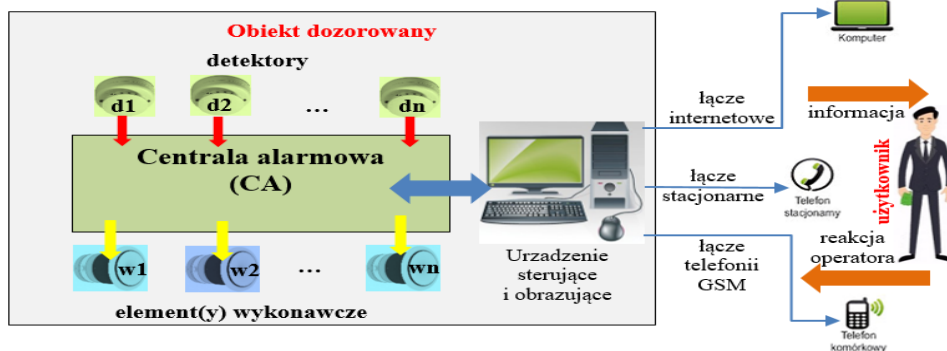 Obiekt dozorowany
detektory
d1
d2
...
dn
Centrala alarmowa
(CA)
w1
w2
...
wn
element(y) wykonawcze
Urzadzenie
sterujące
i obrazujące
łącze
internetowe
łącze
stacjonarne
łącze
telefonii
GSM
Komputer
informacja
użytkownik
Telefon
stacjonarny
reakcja
operatora
Telefon
komórkowy